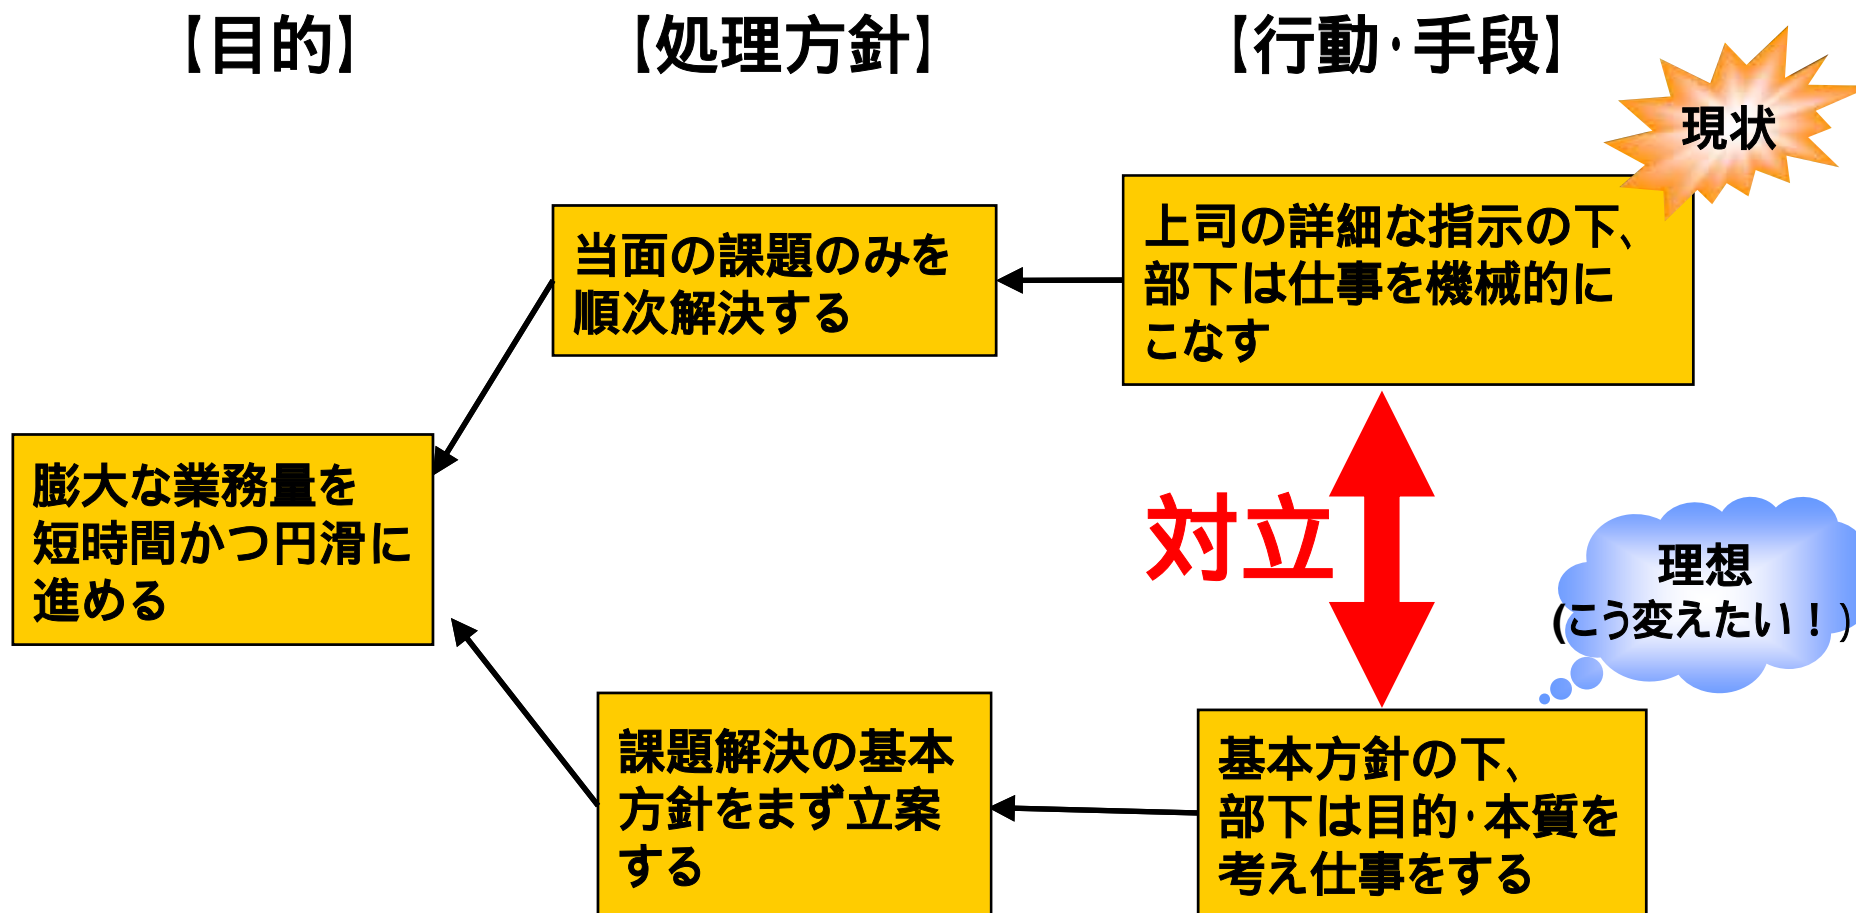 【目的】
【処理方針】
【行動・手段】
現状
上司の詳細な指示の下、
部下は仕事を機械的に
こなす
当面の課題のみを
順次解決する
膨大な業務量を
短時間かつ円滑に
進める
対立
理想
(こう変えたい！)
課題解決の基本
方針をまず立案
する
基本方針の下、
部下は目的・本質を
考え仕事をする